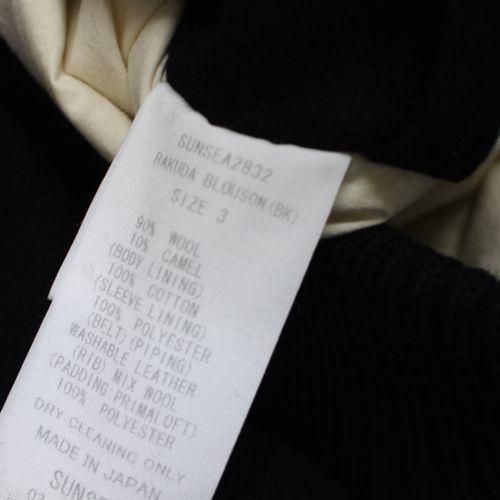 SUNSEA2832
RAKUDA BLOUSON(BK)
SIZE 3
90% WOOL
10% CAMEL
(BODY LINING)
100% COTTON
(SLEEVE LINING)
100% POLYESTER
(BELT)(PIPING)
WASHABLE LEATHER
(RIB) MIX WOOL
(PADDING PRIMALOFT)
100% POLYESTER
DRY CLEANING ONLY
MADE IN JAPAN